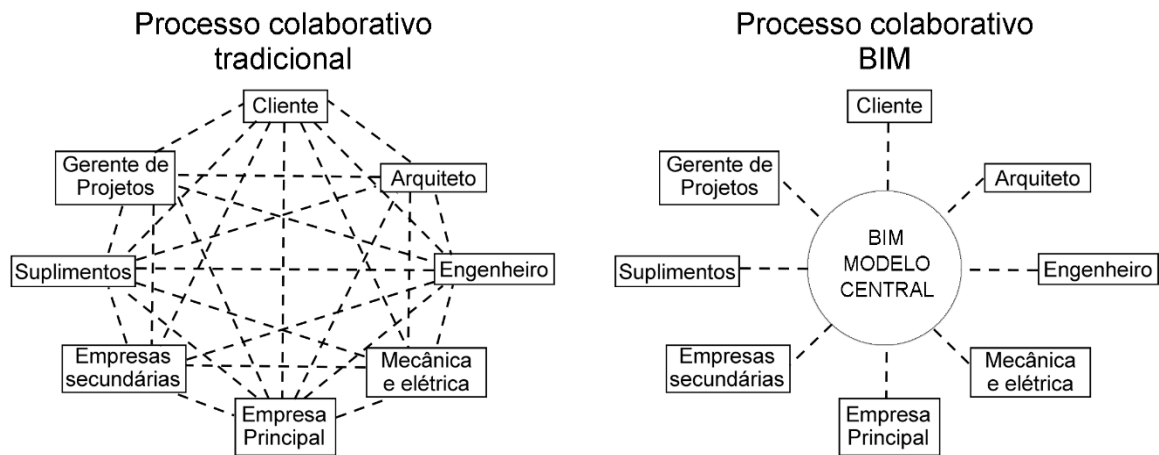 Processo colaborativo
tradicional
Cliente
Gerente de
Projetos
Arquiteto
Suplimentos
Engenheiro
Empresas
secundárias
Mecânica
e elétrica
Empresa
Principal
Processo colaborativo
BIM
Cliente
Gerente de
Projetos
Arquiteto
BIM
MODELO
CENTRAL
Suplimentos
Engenheiro
Empresas
secundárias
Mecânica
e elétrica
Empresa
Principal